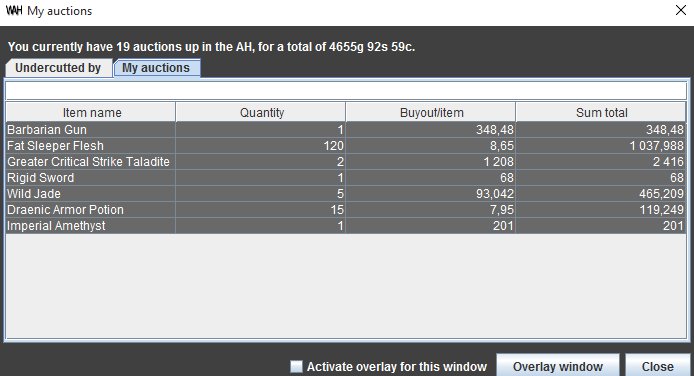 WAH My auctions
You currently have 19 auctions up in the AH, for a total of 4655g 92s 59c.
Undercutted by My auctions
Item name Quantity Buyout/item Sum total
Barbarian Gun 1 348,48 348,48
Fat Sleeper Flesh 120 8,65 1 037,988
Greater Critical Strike Taladite 2 1 208 2 416
Rigid Sword 1 68 68
Wild Jade 5 93,042 465,209
Draenic Armor Potion 15 7,95 119,249
Imperial Amethyst 1 201 201
Activate overlay for this window Overlay window Close